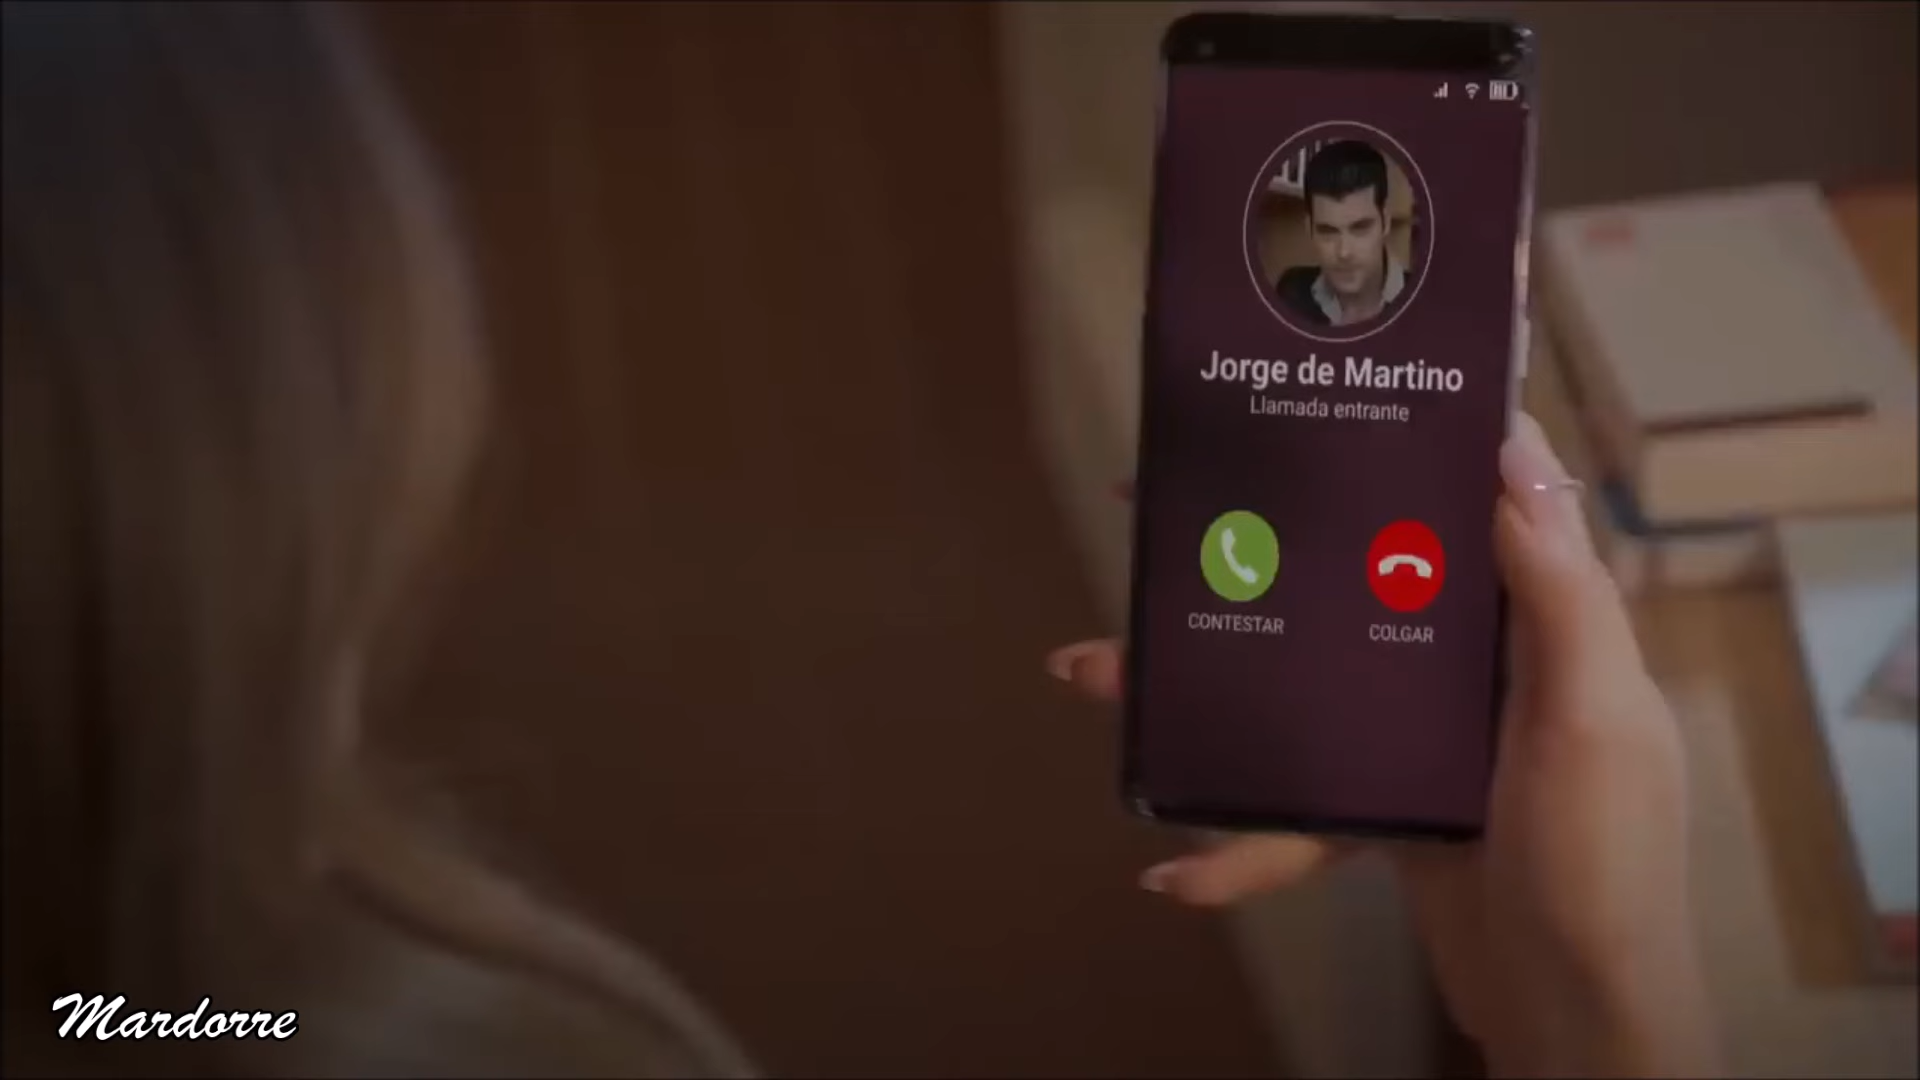 Jorge de Martino
Llamada entrante
CONTESTAR
COLGAR
Mardorre